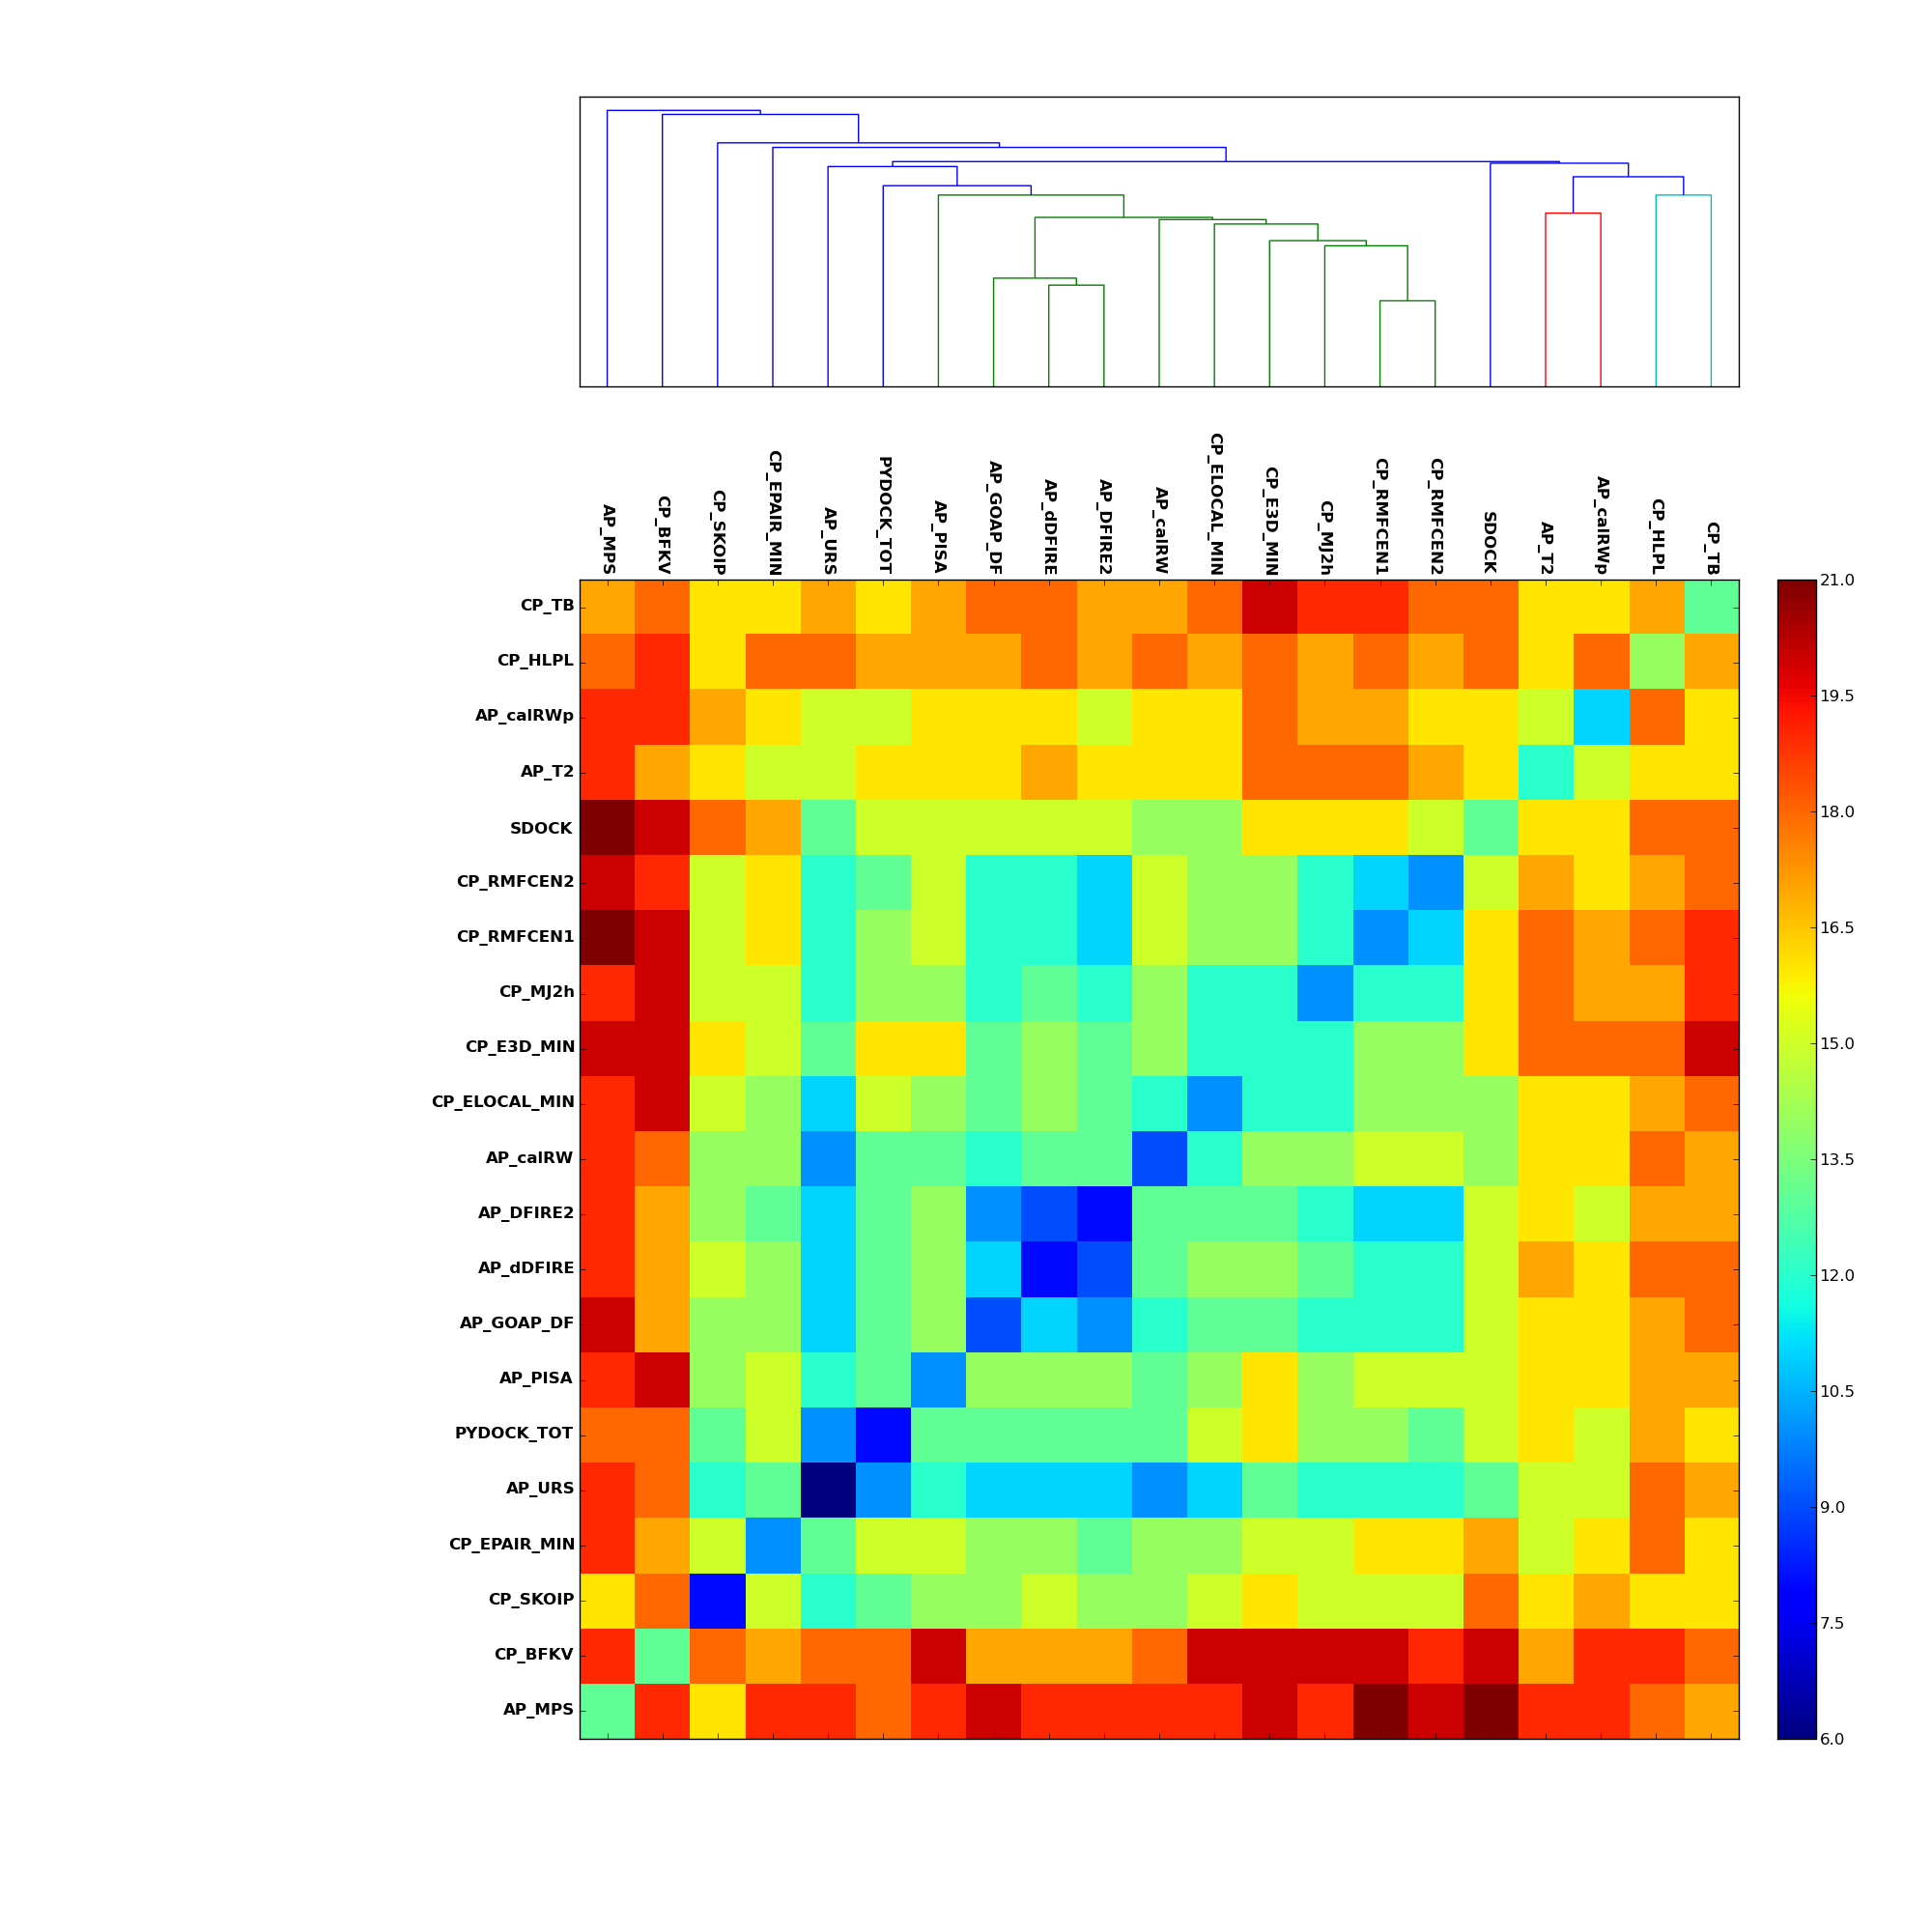 AP_MPS
CP_BFKV
CP_SKOIP
CP_EPAIR_MIN
AP_URS
PYDOCK_TOT
AP_PISA
AP_GOAP_DF
AP_dDFIRE
AP_DFIRE2
AP_calRW
CP_ELOCAL_MIN
CP_E3D_MIN
CP_MJ2h
CP_RMFCEN1
CP_RMFCEN2
SDOCK
AP_T2
AP_calRWp
CP_HLPL
CP_TB
CP_TB
CP_HLPL
AP_calRWp
AP_T2
SDOCK
CP_RMFCEN2
CP_RMFCEN1
CP_MJ2h
CP_E3D_MIN
CP_ELOCAL_MIN
AP_calRW
AP_DFIRE2
AP_dDFIRE
AP_GOAP_DF
AP_PISA
PYDOCK_TOT
AP_URS
CP_EPAIR_MIN
CP_SKOIP
CP_BFKV
AP_MPS
21.0
19.5
18.0
16.5
15.0
13.5
12.0
10.5
9.0
7.5
6.0